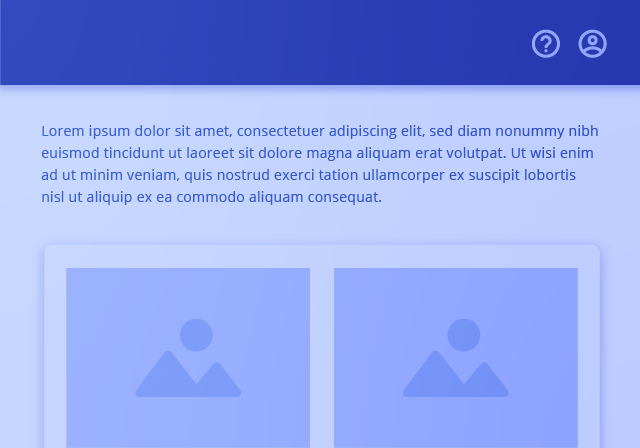 Lorem ipsum dolor sit amet, consectetuer adipiscing elit, sed diam nonummy nibh
euismod tincidunt ut laoreet sit dolore magna aliquam erat volutpat. Ut wisi enim
ad ut minim veniam, quis nostrud exerci tation ullamcorper ex suscipit lobortis
nisl ut aliquip ex ea commodo aliquam consequat.